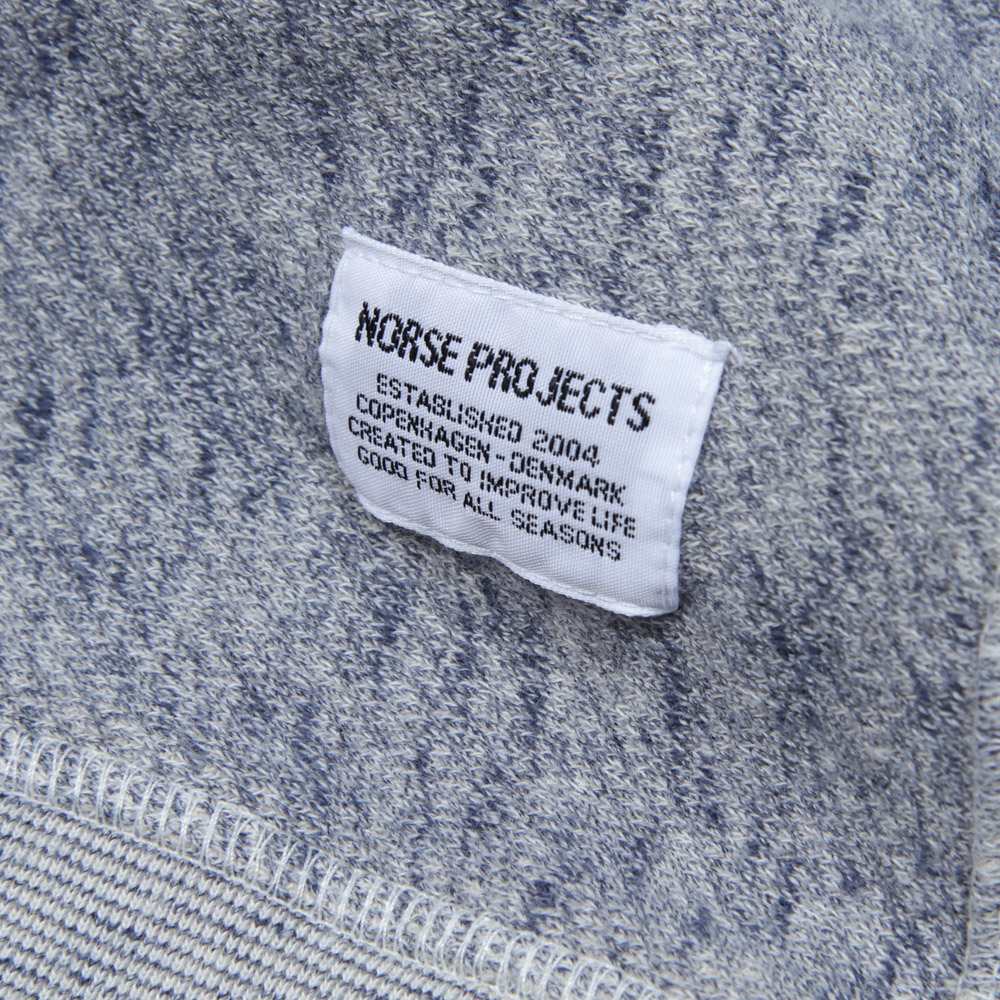 NORSE PROJECTS
ESTABLISHED 2004
COPENHAGEN - DENMARK
CREATED TO IMPROVE LIFE
GOOD FOR ALL SEASONS